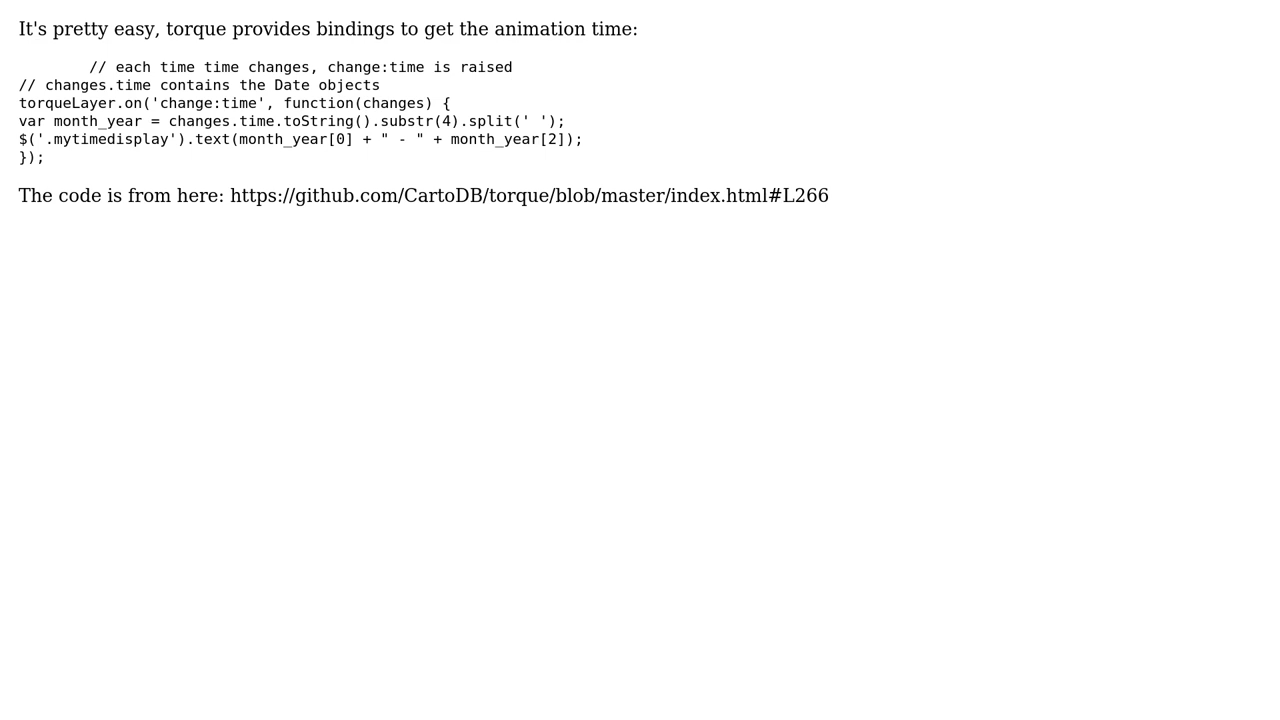 It's pretty easy, torque provides bindings to get the animation time:
// each time time changes, change:time is raised
// changes.time contains the Date objects
torqueLayer.on('change:time', function(changes) {
var month_year = changes.time.toString().substr(4).split(' ');
$('.mytimedisplay').text(month_year[0] + " - " + month_year[2]);
});
The code is from here: https://github.com/CartoDB/torque/blob/master/index.html#L266